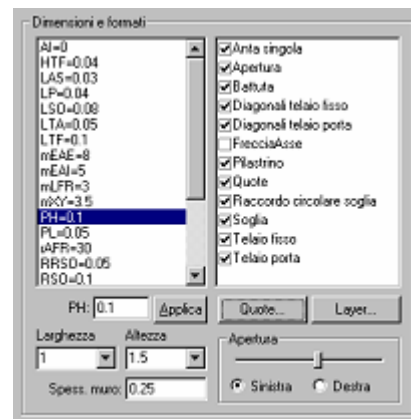 Dimensioni e formati
AI=0
HTF=0.04
LAS=0.03
LP=0.04
LSO=0.08
LTA=0.05
LTF=0.1
mEAE=8
mEAI=5
mLFR=3
mXY=3.5
PH=0.1
PL=0.05
rAFR=30
RRSO=0.05
RSO=0.1
Anta singola
Apertura
Battuta
Diagonali telaio fisso
Diagonali telaio porta
FrecciaAsse
Pilastrino
Quote
Raccordo circolare soglia
Soglia
Telaio fisso
Telaio porta
PH: 0.1 Applica
Quote... Layer...
Larghezza Altezza
1 1.5
Spess. muro: 0.25
Apertura
Sinistra Destra